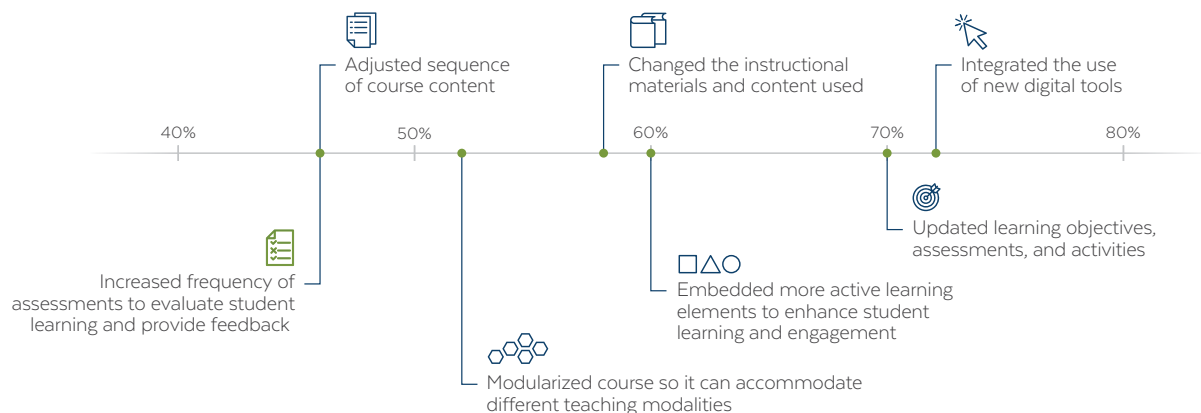 Adjusted sequence
of course content
Changed the instructional
materials and content used
Integrated the use
of new digital tools
40%
50%
60%
70%
80%
Updated learning objectives,
assessments, and activities
Increased frequency of
assessments to evaluate student
learning and provide feedback
Embedded more active learning
elements to enhance student
learning and engagement
Modularized course so it can accommodate
different teaching modalities